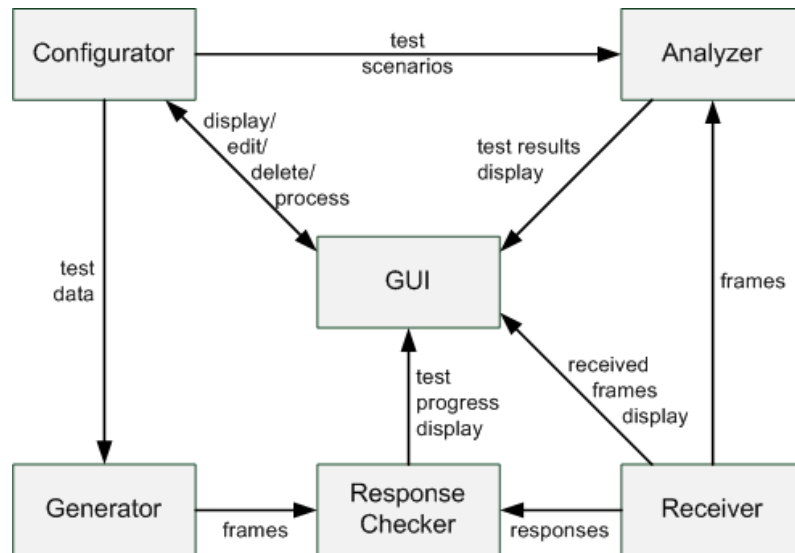 Configurator
test
scenarios
Analyzer
display/
edit/
delete/
process
test results
display
test
data
GUI
frames
test
progress
display
received
frames
display
Generator
frames
Response
Checker
responses
Receiver